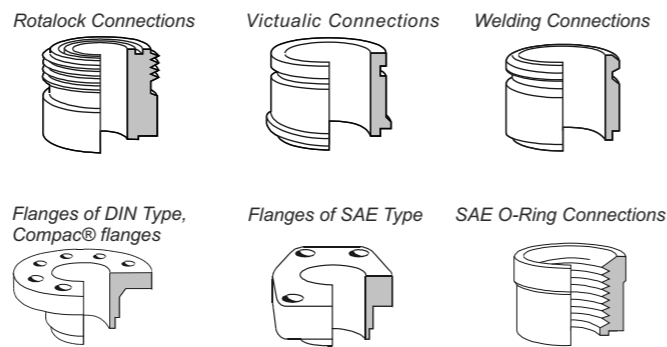 Rotalock Connections
Victualic Connections
Welding Connections
Flanges of DIN Type,
Compac® flanges
Flanges of SAE Type
SAE O-Ring Connections